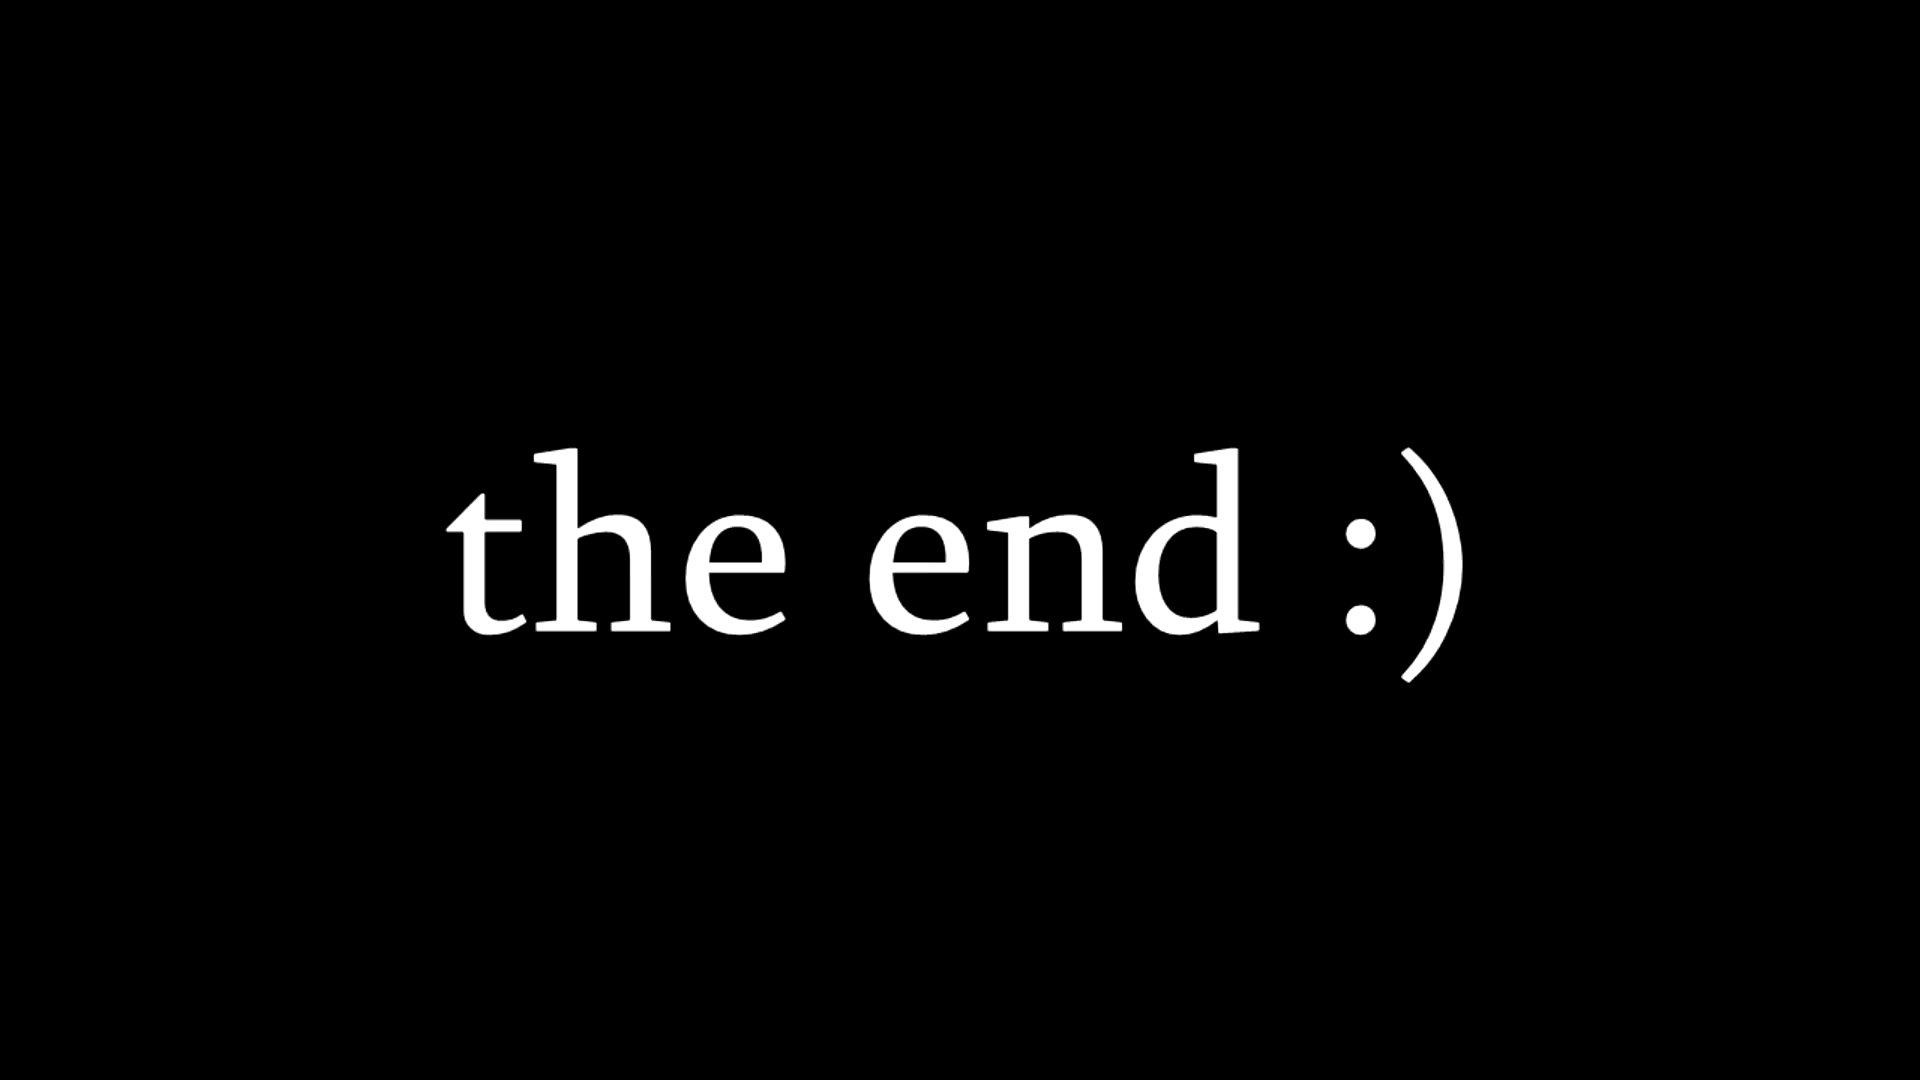 the end :)